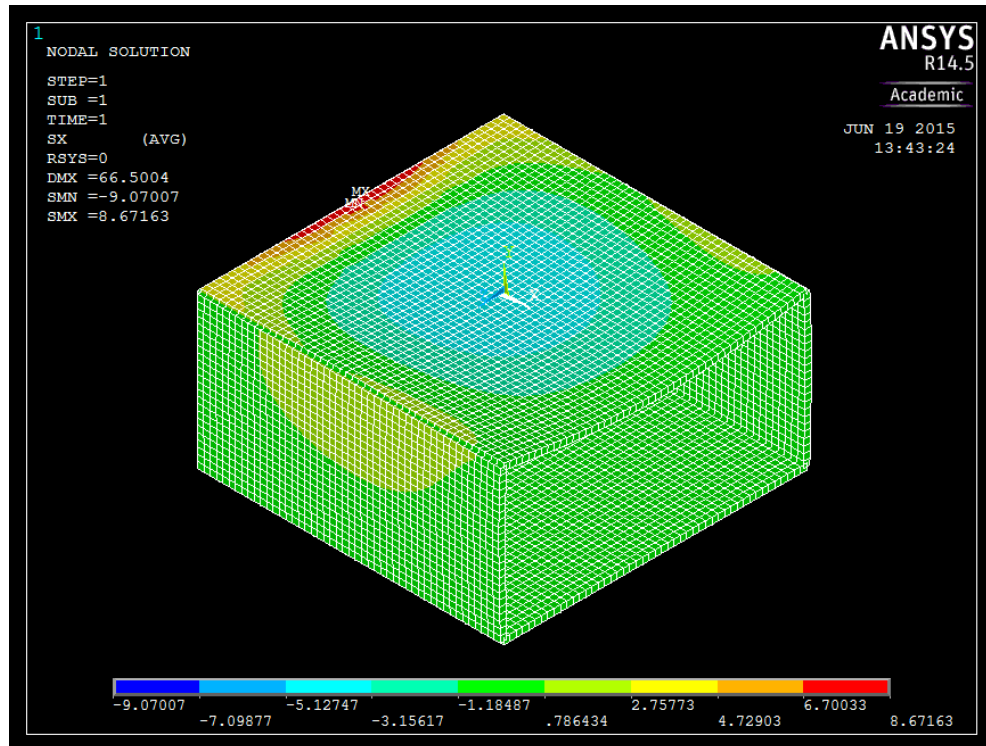 1
NODAL SOLUTION
STEP=1
SUB =1
TIME=1
SX (AVG)
RSYS=0
DMX =66.5004
SMN =-9.07007
SMX =8.67163
ANSYS
R14.5
Academic
JUN 19 2015
13:43:24
MX
MN
Y
-9.07007 -5.12747 -1.18487 2.75773 6.70033
-7.09877 -3.15617 .786434 4.72903 8.67163